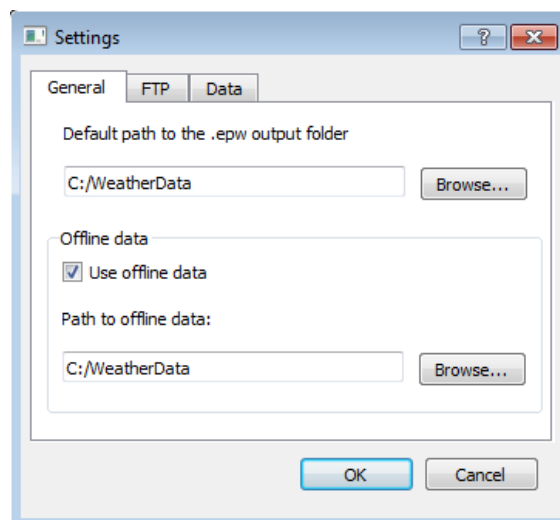 Settings
General FTP Data
Default path to the .epw output folder
C:/WeatherData Browse...
Offline data
Use offline data
Path to offline data:
C:/WeatherData Browse...
OK Cancel